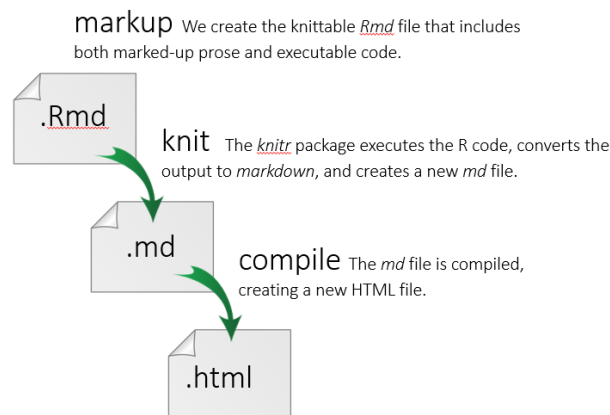 markup We create the knittable Rmd file that includes
both marked-up prose and executable code.
.Rmd
knit The knitr package executes the R code, converts the
output to markdown, and creates a new md file.
.md
compile The md file is compiled,
creating a new HTML file.
.html